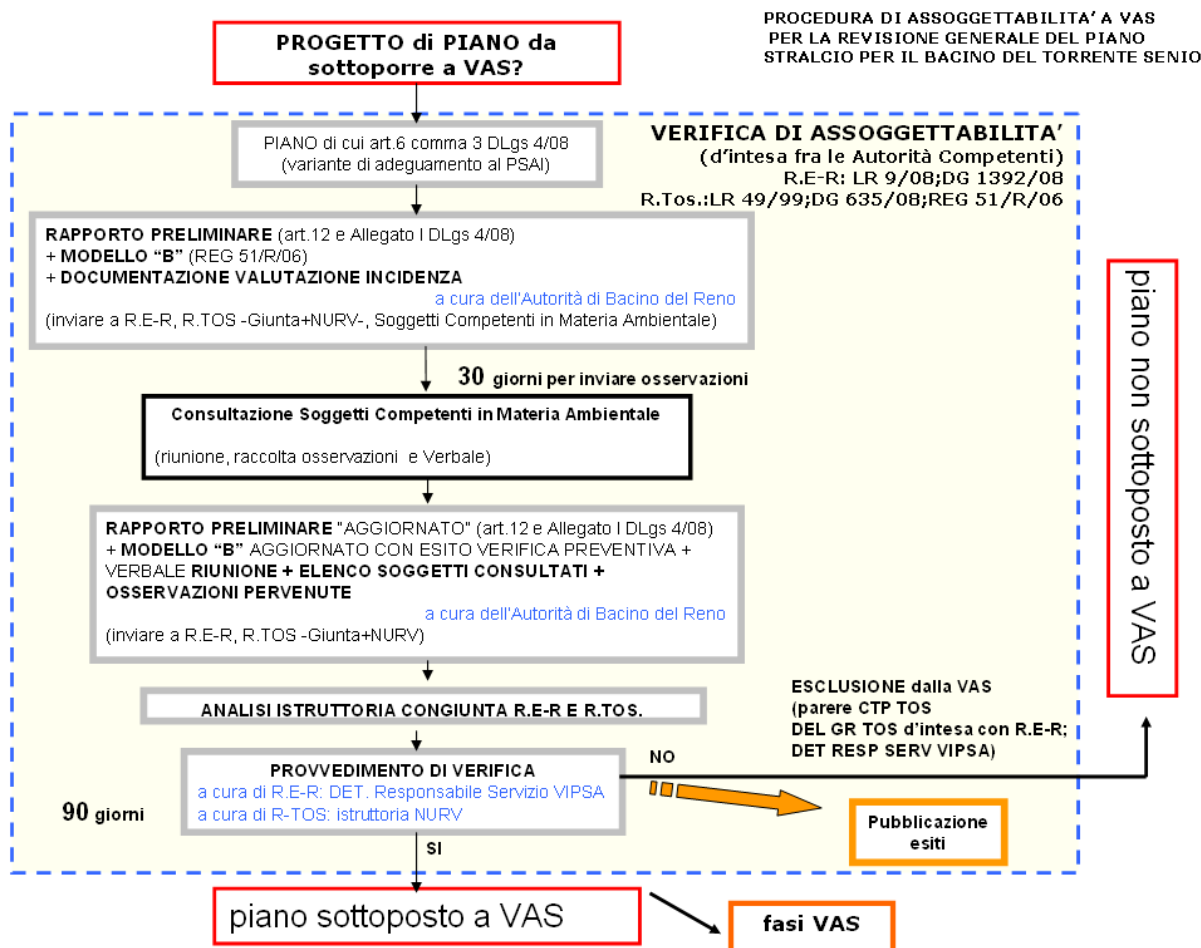 PROGETTO di PIANO da
sottoporre a VAS?
PROCEDURA DI ASSOGGETTABILITA' A VAS
PER LA REVISIONE GENERALE DEL PIANO
STRALCIO PER IL BACINO DEL TORRENTE SENIO
VERIFICA DI ASSOGGETTABILITA'
(d'intesa fra le Autorità Competenti)
R.E-R: LR 9/08;DG 1392/08
R.Tos.:LR 49/99;DG 635/08;REG 51/R/06
PIANO di cui art.6 comma 3 DLgs 4/08
(variante di adeguamento al PSAI)
RAPPORTO PRELIMINARE (art.12 e Allegato I DLgs 4/08)
+ MODELLO “B” (REG 51/R/06)
+ DOCUMENTAZIONE VALUTAZIONE INCIDENZA
a cura dell'Autorità di Bacino del Reno
(inviare a R.E-R, R.TOS -Giunta+NURV-, Soggetti Competenti in Materia Ambientale)
30 giorni per inviare osservazioni
Consultazione Soggetti Competenti in Materia Ambientale
(riunione, raccolta osservazioni e Verbale)
RAPPORTO PRELIMINARE "AGGIORNATO" (art.12 e Allegato I DLgs 4/08)
+ MODELLO “B” AGGIORNATO CON ESITO VERIFICA PREVENTIVA +
VERBALE RIUNIONE + ELENCO SOGGETTI CONSULTATI +
OSSERVAZIONI PERVENUTE
a cura dell'Autorità di Bacino del Reno
(inviare a R.E-R, R.TOS -Giunta+NURV)
ANALISI ISTRUTTORIA CONGIUNTA R.E-R E R.TOS.
PROVVEDIMENTO DI VERIFICA
a cura di R.E-R: DET. Responsabile Servizio VIPSA
a cura di R-TOS: istruttoria NURV
90 giorni
NO
ESCLUSIONE dalla VAS
(parere CTP TOS
DEL GR TOS d'intesa con R.E-R;
DET RESP SERV VIPSA)
piano non sottoposto a VAS
Pubblicazione
esiti
SI
piano sottoposto a VAS
fasi VAS